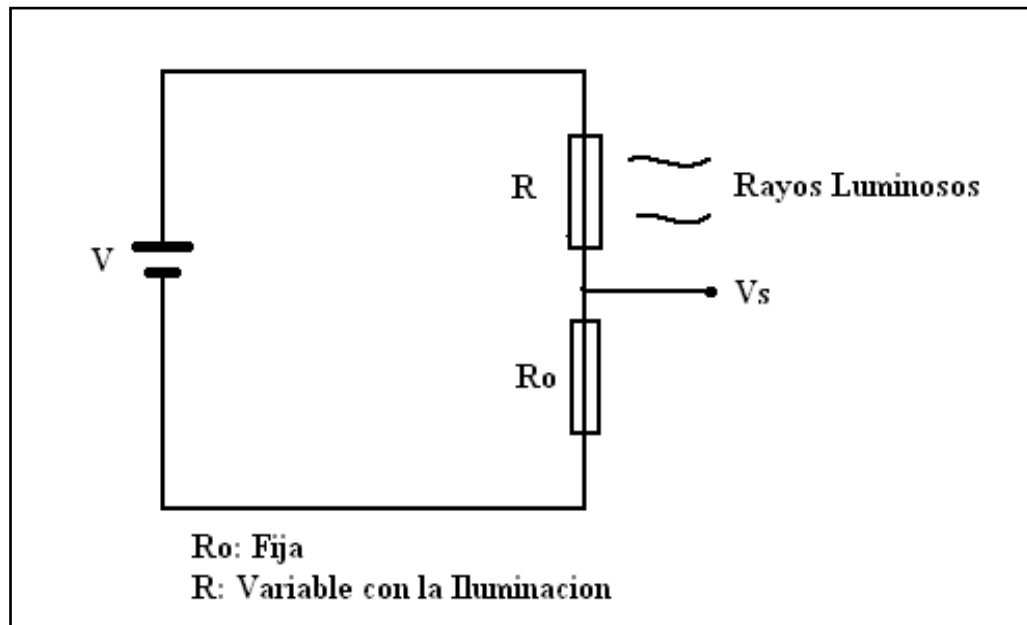 R
Rayos Luminosos
V
Vs
Ro
Ro: Fija
R: Variable con la Iluminacion